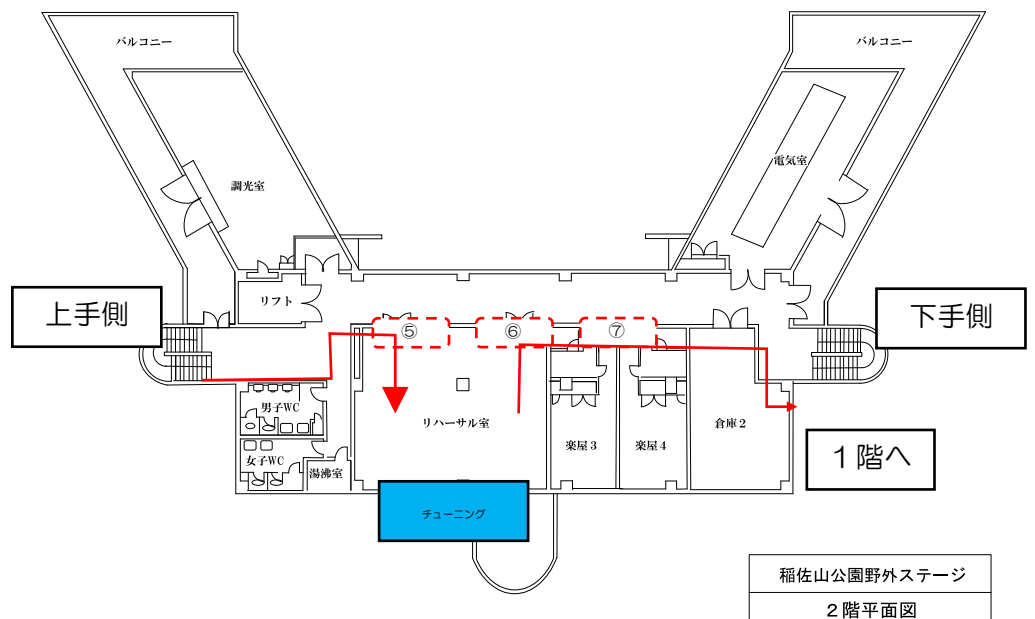 バルコニー
バルコニー
調光室
電気室
リフト
上手側
下手側
⑤
⑥
⑦
男子WC
リハーサル室
倉庫２
楽屋３
楽屋４
女子WC
湯沸室
１階へ
チューニング
稲佐山公園野外ステージ
２階平面図